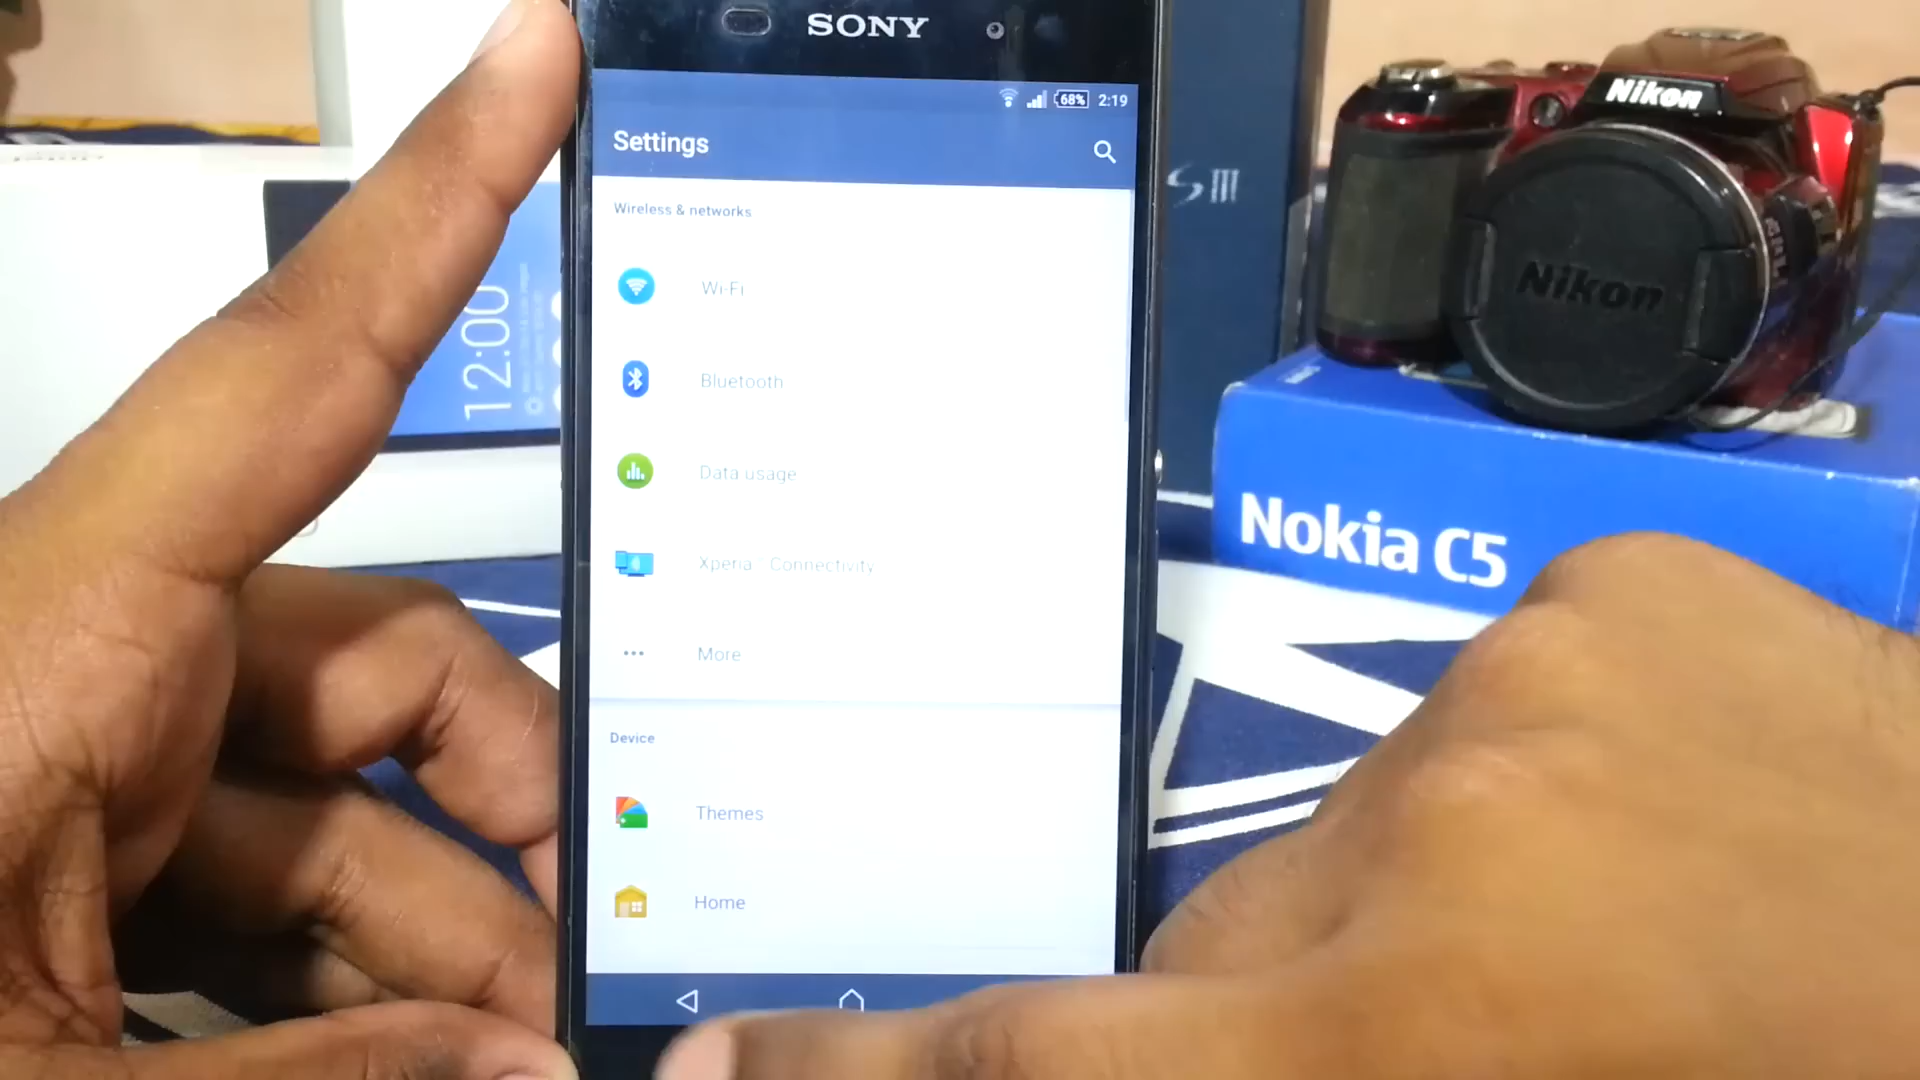 SONY
68% 2:19
Settings
Wireless & networks
Wi-Fi
Bluetooth
Data usage
Xperia™ Connectivity
More
Device
Themes
Home
12:00
S III
Nikon
Nikon
Nokia C5